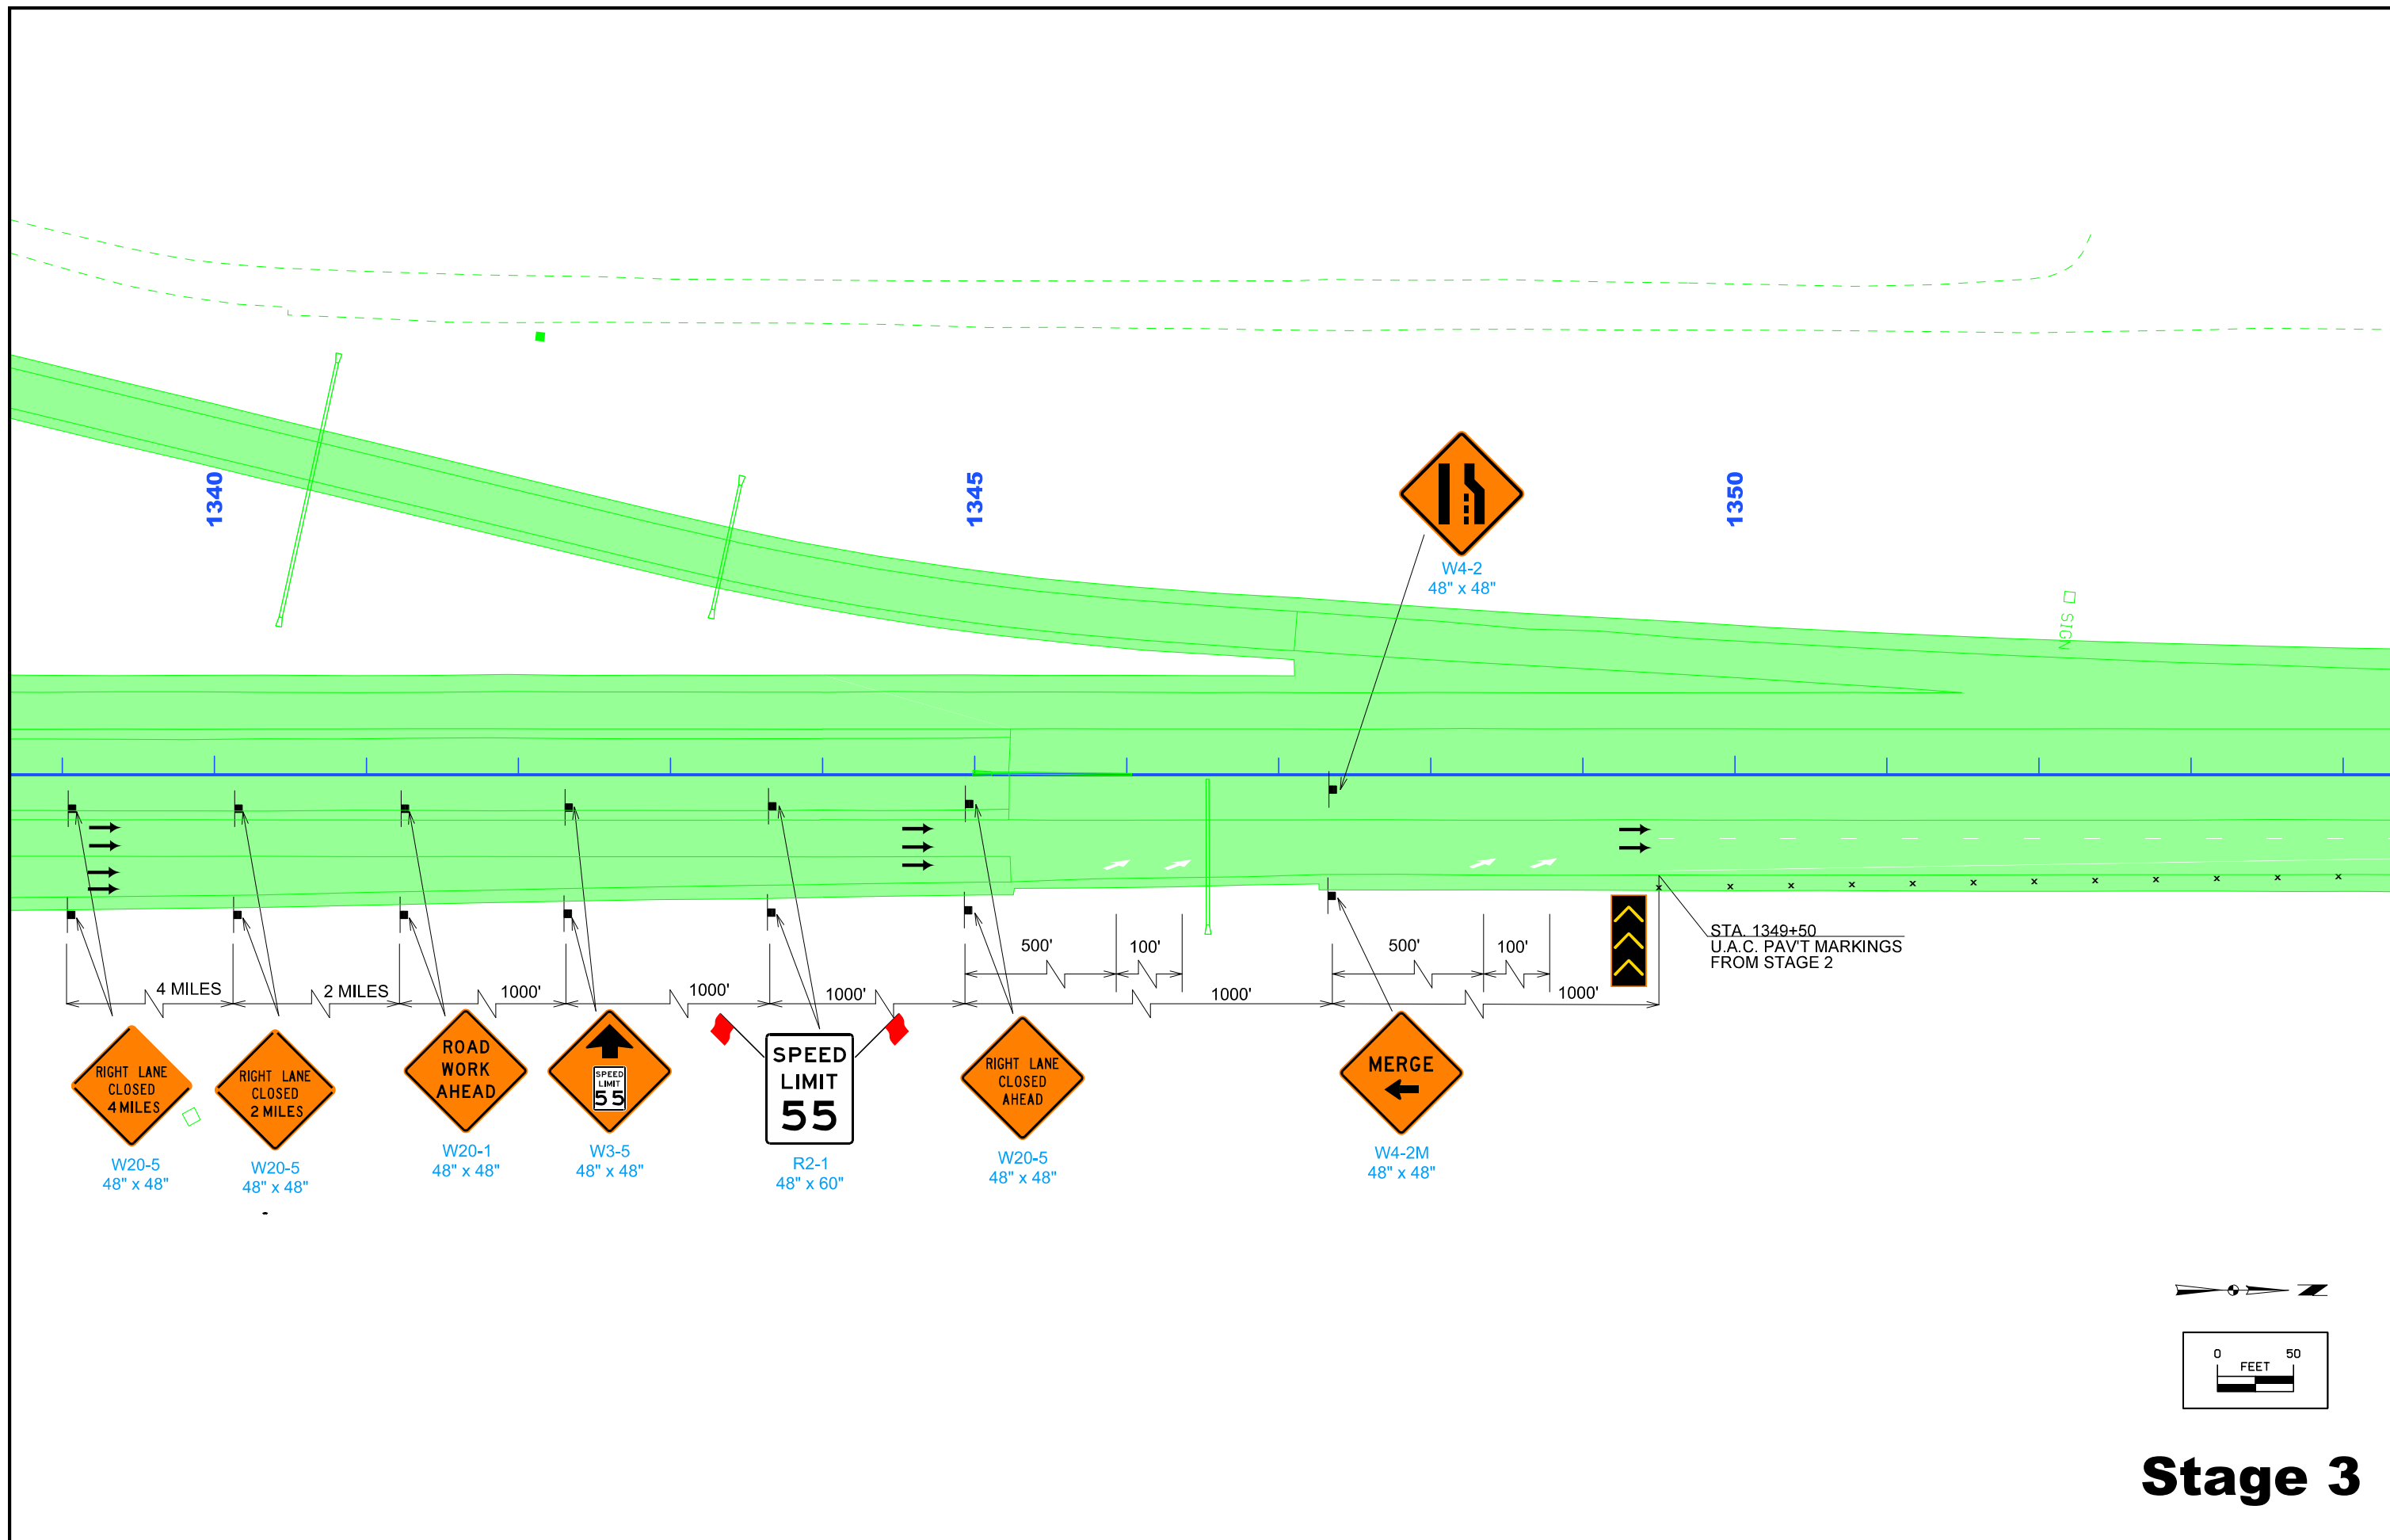 1340
1345
1350
W4-2
48" x 48"
SIGN
STA. 1349+50
U.A.C. PAV'T MARKINGS
FROM STAGE 2
500'
100'
500'
100'
4 MILES
2 MILES
1000'
1000'
1000'
1000'
1000'
RIGHT LANE
CLOSED
4 MILES
W20-5
48" x 48"
RIGHT LANE
CLOSED
2 MILES
W20-5
48" x 48"
ROAD
WORK
AHEAD
W20-1
48" x 48"
SPEED
LIMIT
55
W3-5
48" x 48"
SPEED
LIMIT
55
R2-1
48" x 60"
RIGHT LANE
CLOSED
AHEAD
W20-5
48" x 48"
MERGE
W4-2M
48" x 48"
N
0 50
FEET
Stage 3